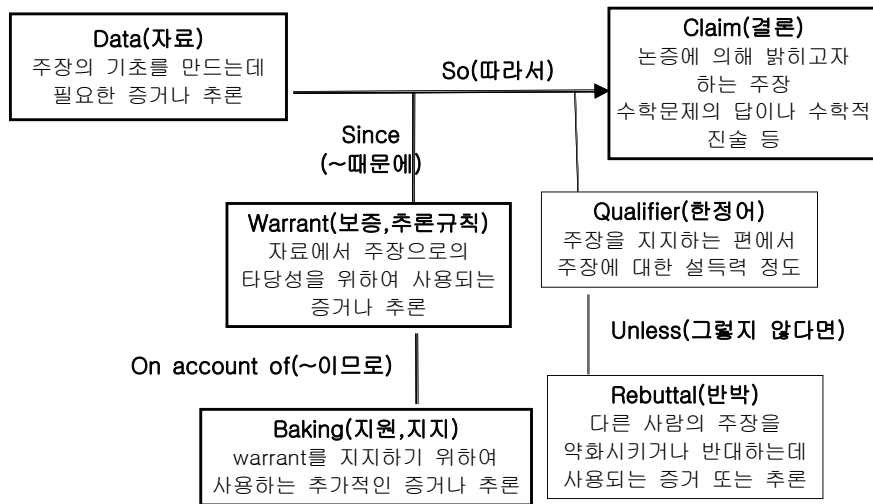 Data(자료)
주장의 기초를 만드는데
필요한 증거나 추론
So(따라서)
Claim(결론)
논증에 의해 밝히고자
하는 주장
수학문제의 답이나 수학적
진술 등
Since
(~때문에)
Warrant(보증,추론규칙)
자료에서 주장으로의
타당성을 위하여 사용되는
증거나 추론
Qualifier(한정어)
주장을 지지하는 편에서
주장에 대한 설득력 정도
On account of(~이므로)
Unless(그렇지 않다면)
Baking(지원,지지)
warrant를 지지하기 위하여
사용하는 추가적인 증거나 추론
Rebuttal(반박)
다른 사람의 주장을
약화시키거나 반대하는데
사용되는 증거 또는 추론